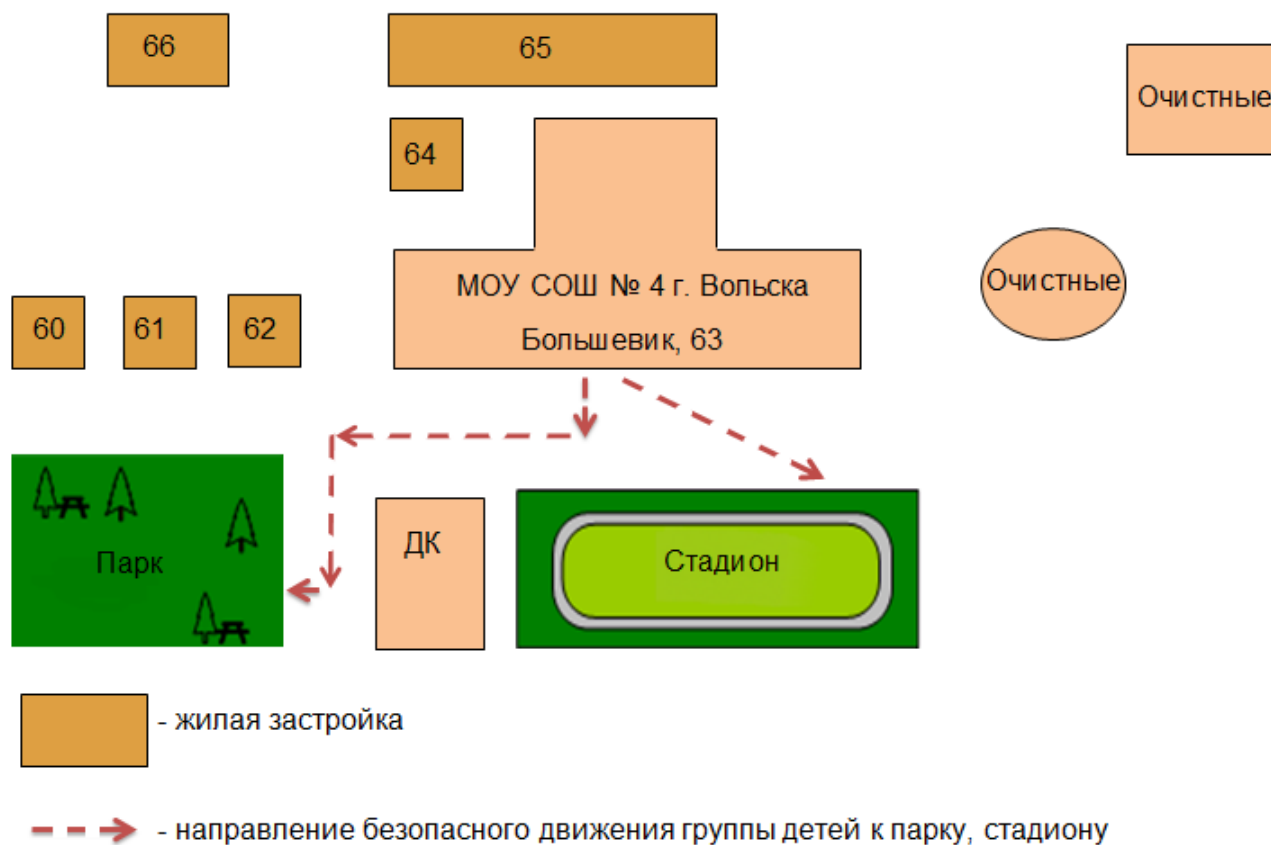 66
65
Очистные
64
МОУ СОШ № 4 г. Вольска
Большевик, 63
Очистные
60
61
62
Парк
ДК
Стадион
- жилая застройка
- направление безопасного движения группы детей к парку, стадиону